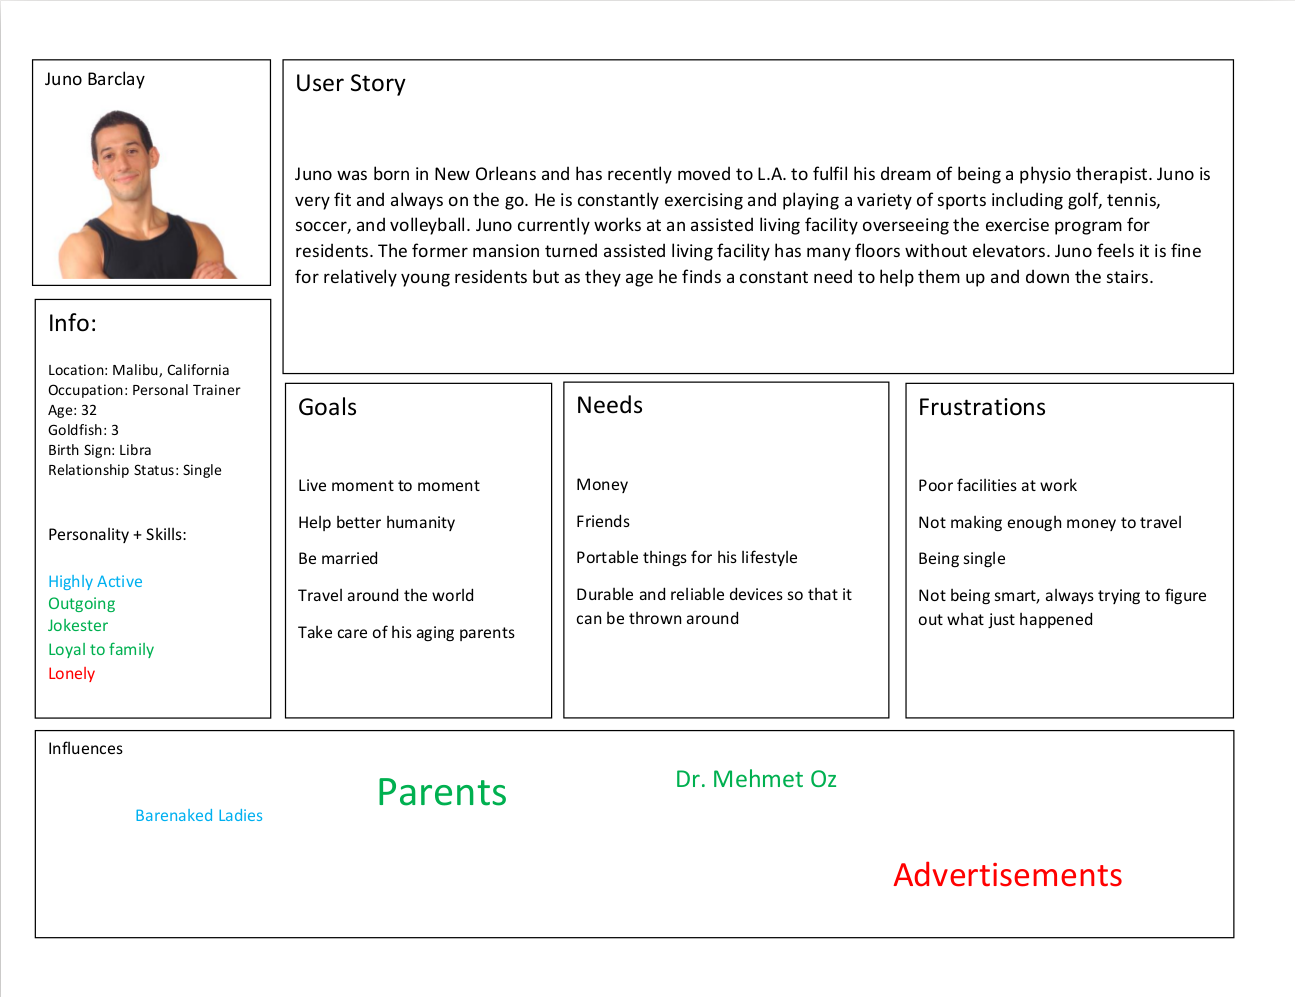 Juno Barclay
User Story
Juno was born in New Orleans and has recently moved to L.A. to fulfil his dream of being a physio therapist. Juno is
very fit and always on the go. He is constantly exercising and playing a variety of sports including golf, tennis,
soccer, and volleyball. Juno currently works at an assisted living facility overseeing the exercise program for
residents. The former mansion turned assisted living facility has many floors without elevators. Juno feels it is fine
for relatively young residents but as they age he finds a constant need to help them up and down the stairs.
Info:
Location: Malibu, California
Occupation: Personal Trainer
Age: 32
Goldfish: 3
Birth Sign: Libra
Relationship Status: Single
Personality + Skills:
Highly Active
Outgoing
Jokester
Loyal to family
Lonely
Goals
Live moment to moment
Help better humanity
Be married
Travel around the world
Take care of his aging parents
Needs
Money
Friends
Portable things for his lifestyle
Durable and reliable devices so that it
can be thrown around
Frustrations
Poor facilities at work
Not making enough money to travel
Being single
Not being smart, always trying to figure
out what just happened
Influences
Barenaked Ladies
Parents
Dr. Mehmet Oz
Advertisements